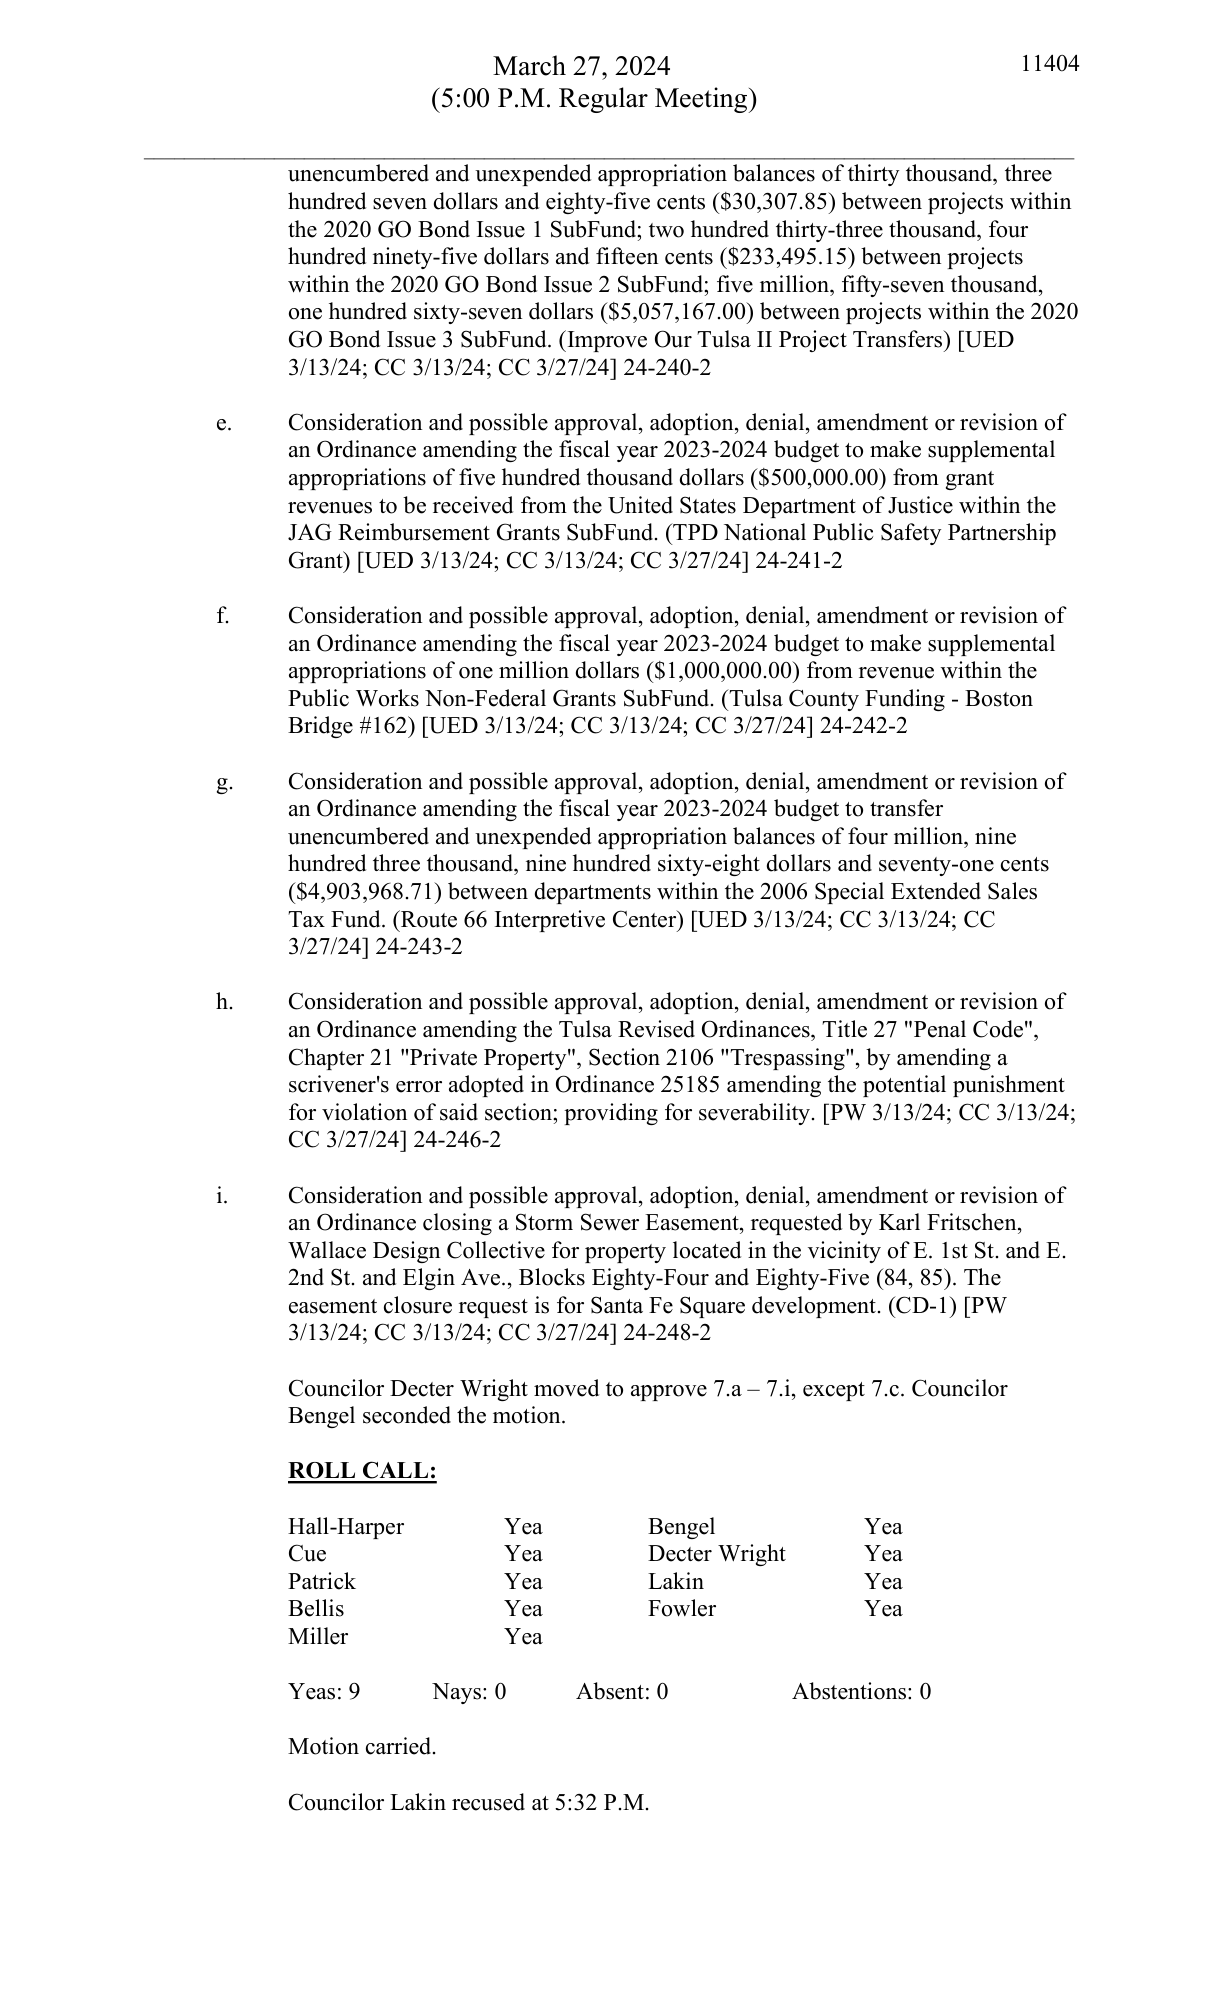 March 27, 2024 11404
(5:00 P.M. Regular Meeting)
unencumbered and unexpended appropriation balances of thirty thousand, three
hundred seven dollars and eighty-five cents ($30,307.85) between projects within
the 2020 GO Bond Issue 1 SubFund; two hundred thirty-three thousand, four
hundred ninety-five dollars and fifteen cents ($233,495.15) between projects
within the 2020 GO Bond Issue 2 SubFund; five million, fifty-seven thousand,
one hundred sixty-seven dollars ($5,057,167.00) between projects within the 2020
GO Bond Issue 3 SubFund. (Improve Our Tulsa II Project Transfers) [UED
3/13/24; CC 3/13/24; CC 3/27/24] 24-240-2
e. Consideration and possible approval, adoption, denial, amendment or revision of
an Ordinance amending the fiscal year 2023-2024 budget to make supplemental
appropriations of five hundred thousand dollars ($500,000.00) from grant
revenues to be received from the United States Department of Justice within the
JAG Reimbursement Grants SubFund. (TPD National Public Safety Partnership
Grant) [UED 3/13/24; CC 3/13/24; CC 3/27/24] 24-241-2
f. Consideration and possible approval, adoption, denial, amendment or revision of
an Ordinance amending the fiscal year 2023-2024 budget to make supplemental
appropriations of one million dollars ($1,000,000.00) from revenue within the
Public Works Non-Federal Grants SubFund. (Tulsa County Funding - Boston
Bridge #162) [UED 3/13/24; CC 3/13/24; CC 3/27/24] 24-242-2
g. Consideration and possible approval, adoption, denial, amendment or revision of
an Ordinance amending the fiscal year 2023-2024 budget to transfer
unencumbered and unexpended appropriation balances of four million, nine
hundred three thousand, nine hundred sixty-eight dollars and seventy-one cents
($4,903,968.71) between departments within the 2006 Special Extended Sales
Tax Fund. (Route 66 Interpretive Center) [UED 3/13/24; CC 3/13/24; CC
3/27/24] 24-243-2
h. Consideration and possible approval, adoption, denial, amendment or revision of
an Ordinance amending the Tulsa Revised Ordinances, Title 27 "Penal Code",
Chapter 21 "Private Property", Section 2106 "Trespassing", by amending a
scrivener's error adopted in Ordinance 25185 amending the potential punishment
for violation of said section; providing for severability. [PW 3/13/24; CC 3/13/24;
CC 3/27/24] 24-246-2
i. Consideration and possible approval, adoption, denial, amendment or revision of
an Ordinance closing a Storm Sewer Easement, requested by Karl Fritschen,
Wallace Design Collective for property located in the vicinity of E. 1st St. and E.
2nd St. and Elgin Ave., Blocks Eighty-Four and Eighty-Five (84, 85). The
easement closure request is for Santa Fe Square development. (CD-1) [PW
3/13/24; CC 3/13/24; CC 3/27/24] 24-248-2
Councilor Decter Wright moved to approve 7.a – 7.i, except 7.c. Councilor
Bengel seconded the motion.
ROLL CALL:
Hall-Harper Yea Bengel Yea
Cue Yea Decter Wright Yea
Patrick Yea Lakin Yea
Bellis Yea Fowler Yea
Miller Yea
Yeas: 9 Nays: 0 Absent: 0 Abstentions: 0
Motion carried.
Councilor Lakin recused at 5:32 P.M.